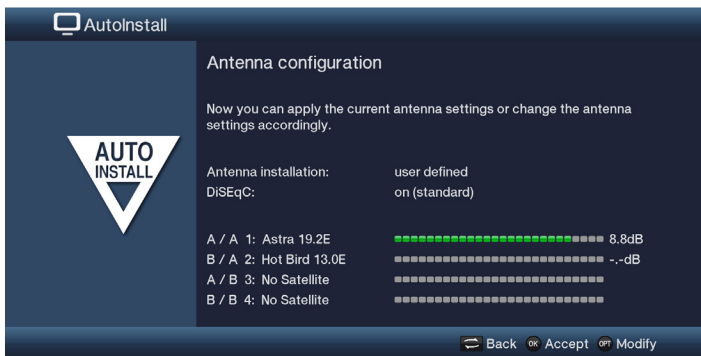 AutoInstall
Antenna configuration
Now you can apply the current antenna settings or change the antenna
settings accordingly.
AUTO
INSTALL
Antenna installation: user defined
DiSEqC: on (standard)
A / A 1: Astra 19.2E 8.8dB
B / A 2: Hot Bird 13.0E -.-dB
A / B 3: No Satellite
B / B 4: No Satellite
Back OK Accept OPT Modify